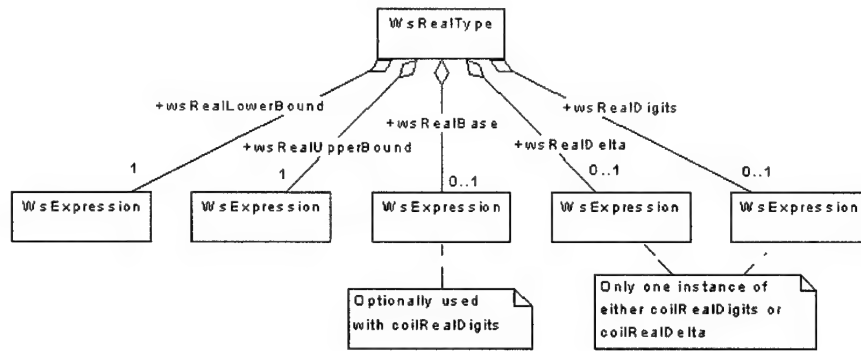 WsRealType
+wsRealLowerBound
+wsRealDigits
+wsRealBase
+wsRealUpperBound
+wsRealDelta
1
1
0..1
0..1
0..1
WsExpression
WsExpression
WsExpression
WsExpression
WsExpression
Optionally used
with coilRealDigits
Only one instance of
either coilRealDigits or
coilRealDelta